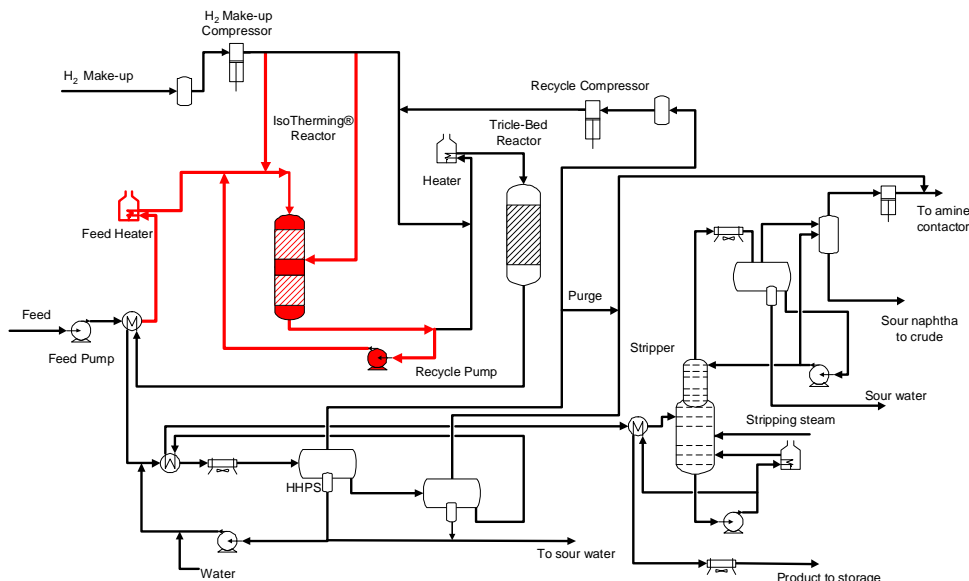 H2 Make-up
Compressor
H2 Make-up
Recycle Compressor
IsoTherming®
Reactor
Tricle-Bed
Reactor
Heater
To amine
contactor
Feed Heater
Feed
Purge
Sour naphtha
to crude
Feed Pump
Stripper
Recycle Pump
Sour water
Stripping steam
HHPS
To sour water
Water
Product to storage